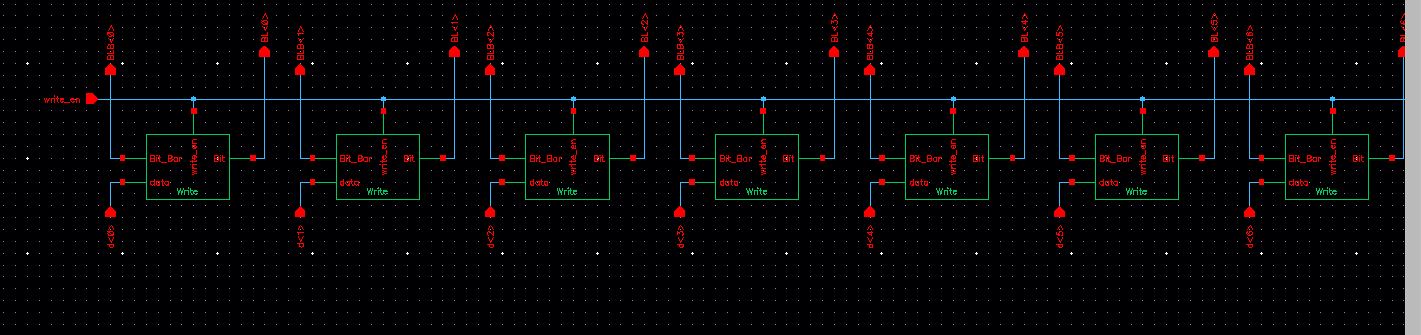 BLB<0>
BL<0>
BLB<1>
BL<1>
BLB<2>
BL<2>
BLB<3>
BL<3>
BLB<4>
BL<4>
BLB<5>
BL<5>
BLB<6>
write_en
Bit_Bar write_en Bit
data
Write
Bit_Bar write_en Bit
data
Write
Bit_Bar write_en Bit
data
Write
Bit_Bar write_en Bit
data
Write
Bit_Bar write_en Bit
data
Write
Bit_Bar write_en Bit
data
Write
Bit_Bar write_en Bit
data
Write
d<0>
d<1>
d<2>
d<3>
d<4>
d<5>
d<6>